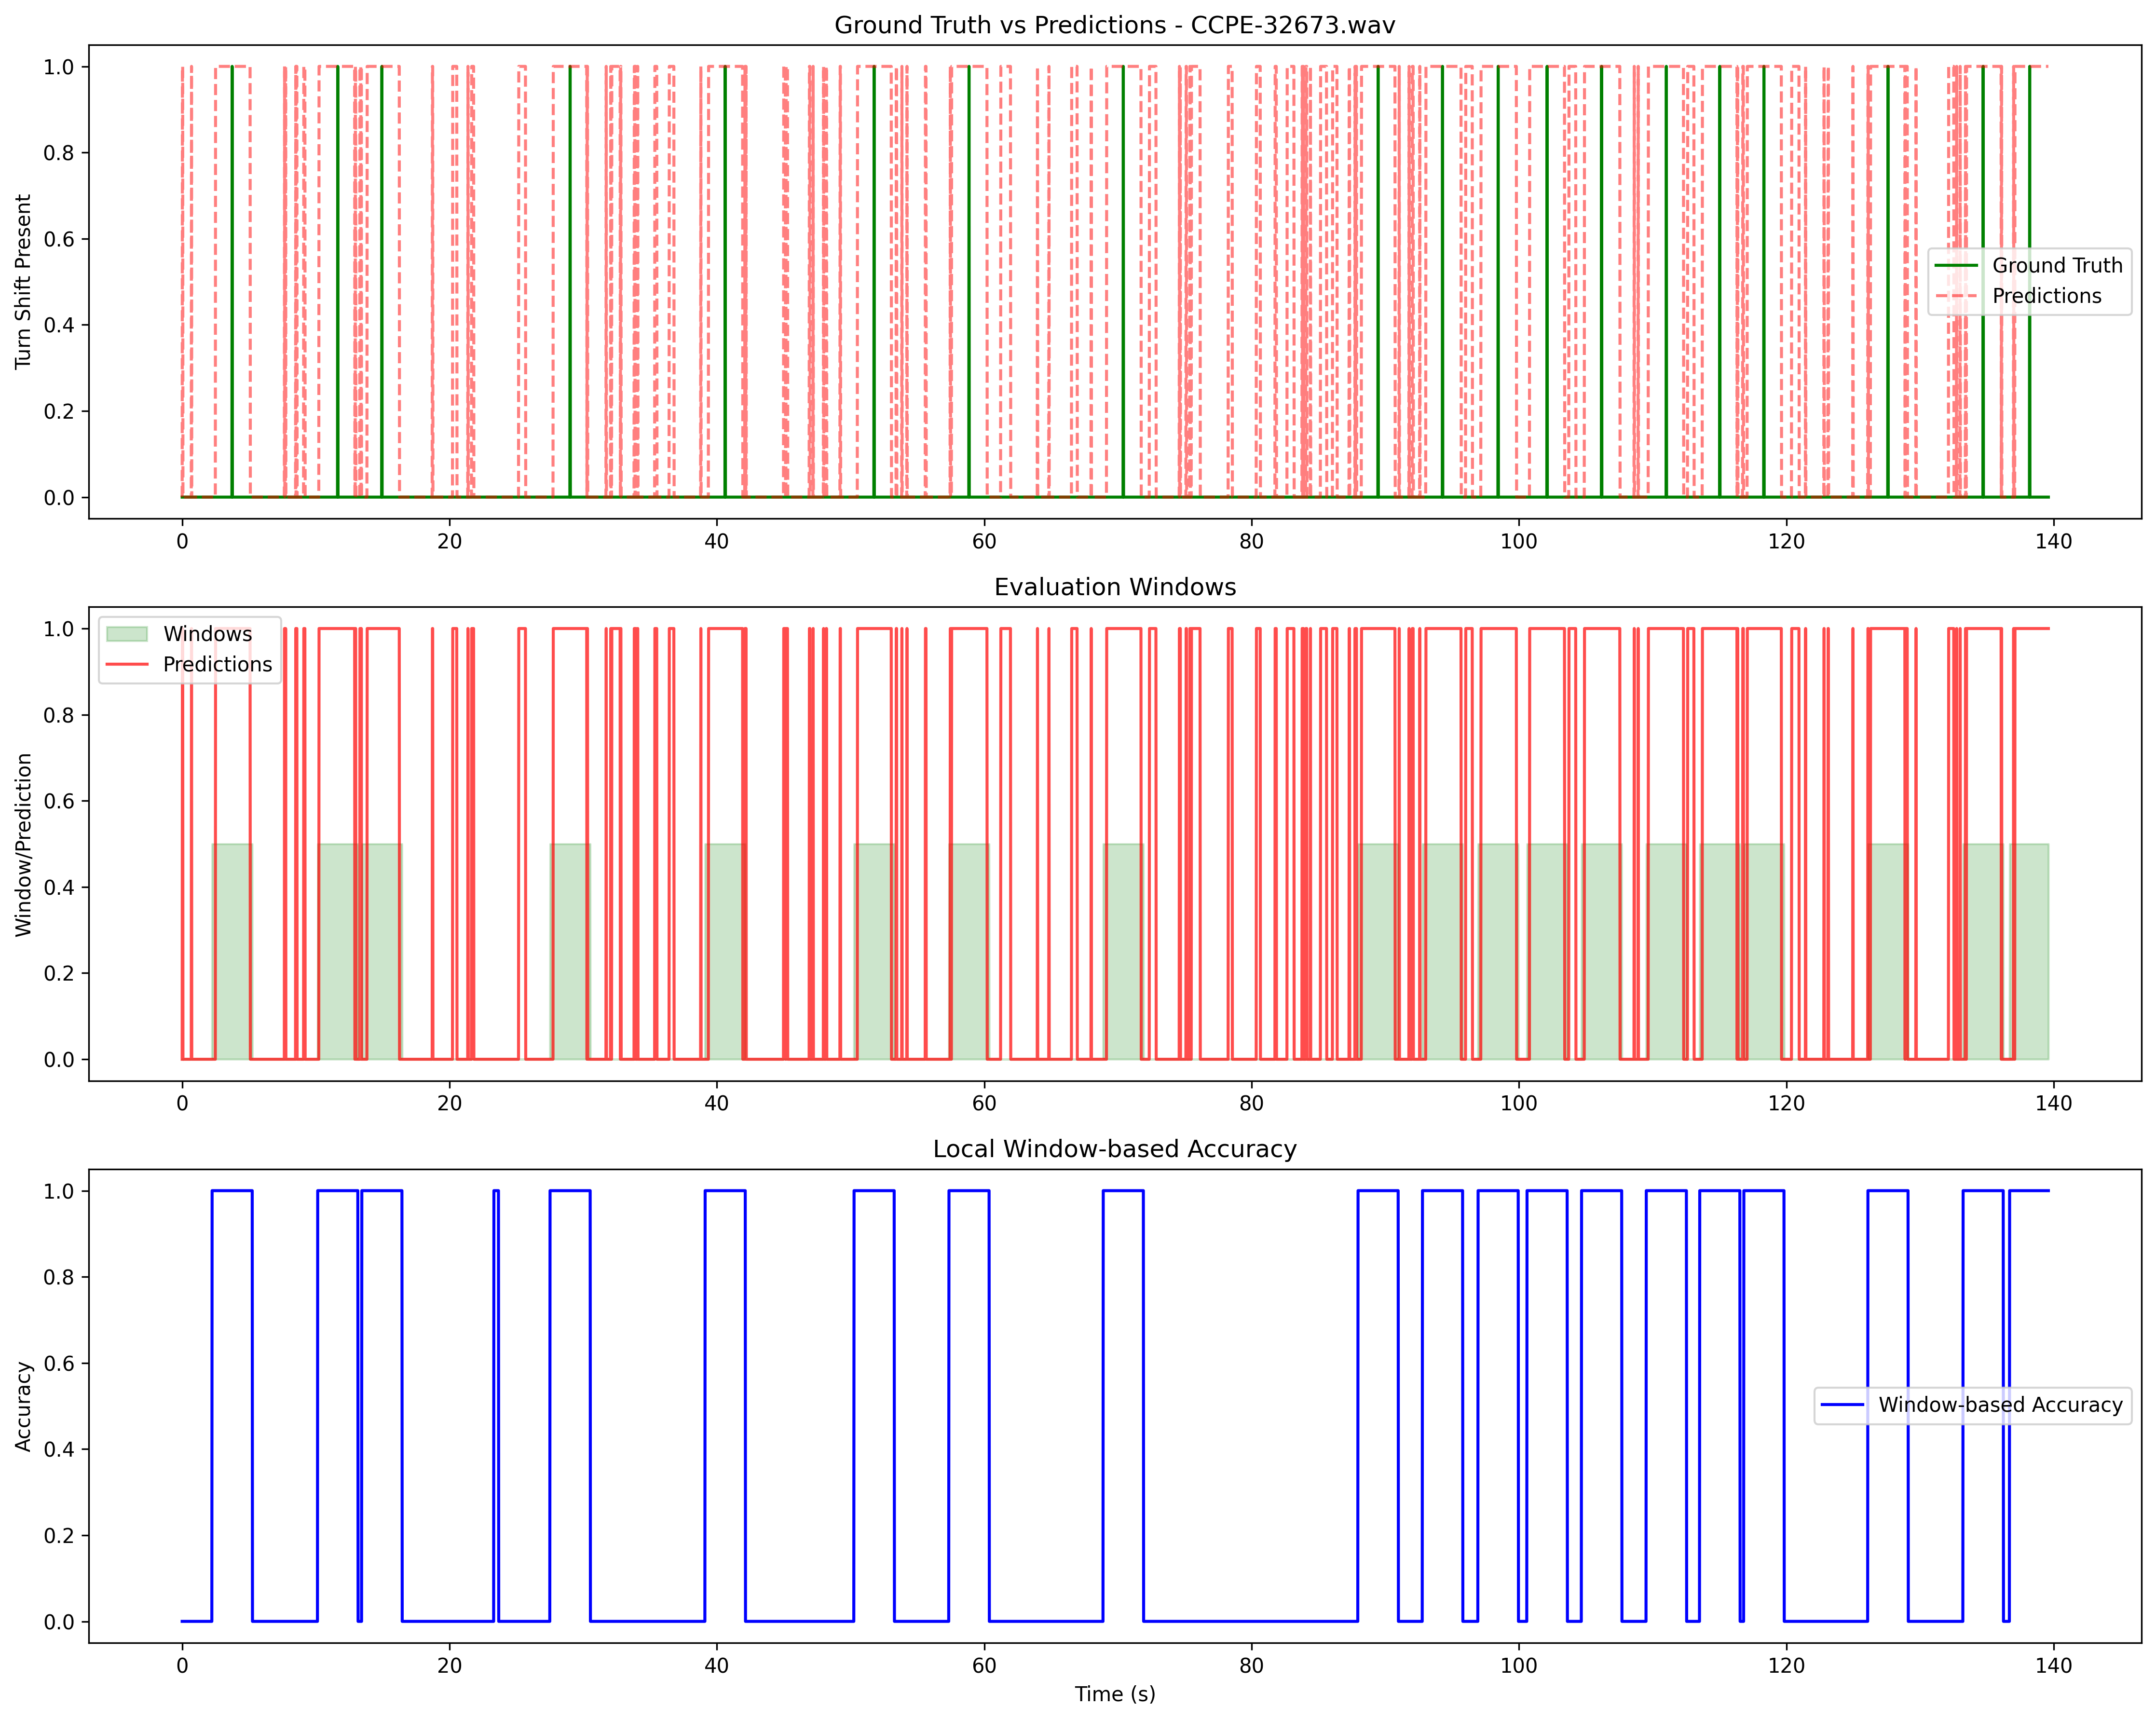 Ground Truth vs Predictions - CCPE-32673.wav
1.0
0.8
0.6
0.4
0.2
0.0
Turn Shift Present
Ground Truth
Predictions
0 20 40 60 80 100 120 140
Evaluation Windows
1.0
0.8
0.6
0.4
0.2
0.0
Window/Prediction
Windows
Predictions
0 20 40 60 80 100 120 140
Local Window-based Accuracy
1.0
0.8
0.6
0.4
0.2
0.0
Accuracy
Window-based Accuracy
0 20 40 60 80 100 120 140
Time (s)